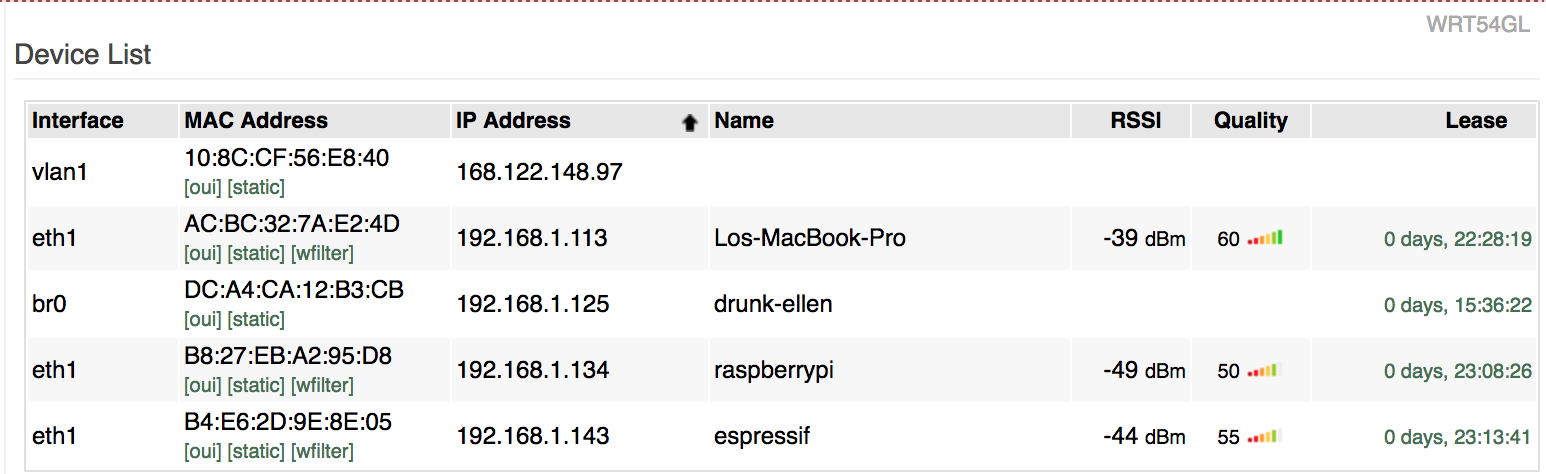 WRT54GL
Device List
Interface MAC Address IP Address Name RSSI Quality Lease
vlan1 10:8C:CF:56:E8:40 168.122.148.97
[oui] [static]
eth1 AC:BC:32:7A:E2:4D 192.168.1.113 Los-MacBook-Pro -39 dBm 60 0 days, 22:28:19
[oui] [static] [wfilter]
br0 DC:A4:CA:12:B3:CB 192.168.1.125 drunk-ellen 0 days, 15:36:22
[oui] [static]
eth1 B8:27:EB:A2:95:D8 192.168.1.134 raspberrypi -49 dBm 50 0 days, 23:08:26
[oui] [static] [wfilter]
eth1 B4:E6:2D:9E:8E:05 192.168.1.143 espressif -44 dBm 55 0 days, 23:13:41
[oui] [static] [wfilter]